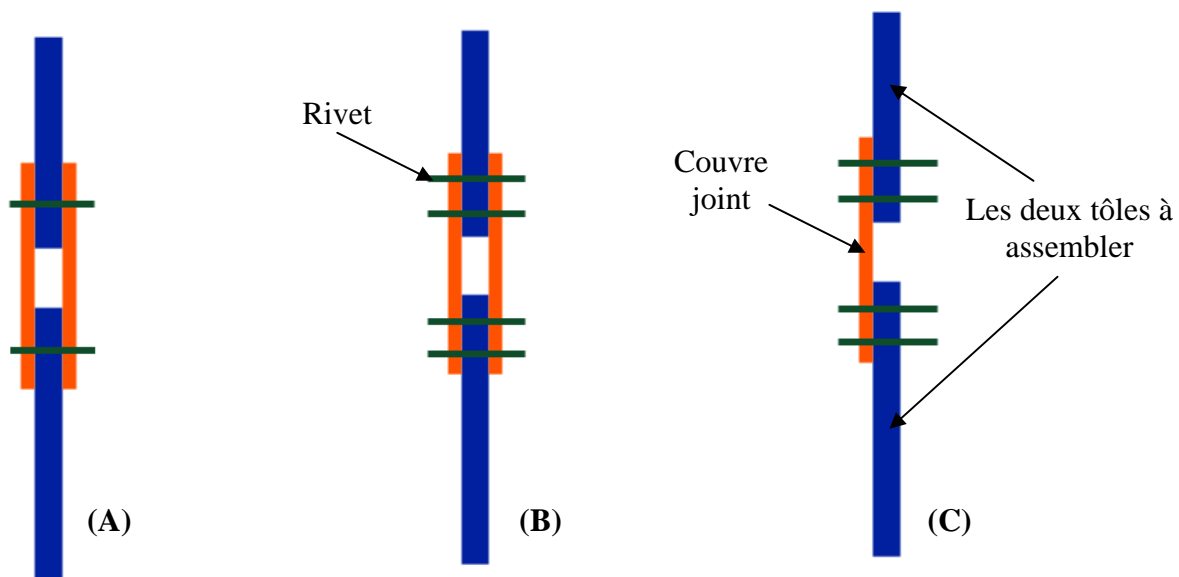 Rivet
Couvre
joint
Les deux tôles à
assembler
(A)
(B)
(C)